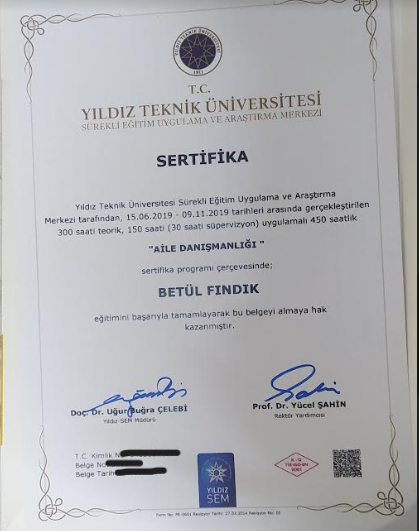 T.C.
YILDIZ TEKNİK ÜNİVERSİTESİ
SÜREKLİ EĞİTİM UYGULAMA VE ARAŞTIRMA MERKEZİ
SERTİFİKA
Yıldız Teknik Üniversitesi Sürekli Eğitim Uygulama ve Araştırma
Merkezi tarafından, 15.06.2019 - 09.11.2019 tarihleri arasında gerçekleştirilen
300 saati teorik, 150 saati (30 saati süpervizyon) uygulamalı 450 saatlik
"AİLE DANIŞMANLIĞI "
sertifika programı çerçevesinde;
BETÜL FINDIK
eğitimini başarıyla tamamlayarak bu belgeyi almaya hak
kazanmıştır.
Doç. Dr. Uğur Buğra ÇELEBİ
Yıldız SEM Müdürü
Prof. Dr. Yücel ŞAHİN
Rektör Yardımcısı
T.C. Kimlik
Belge No
Belge Tarih
YILDIZ
SEM